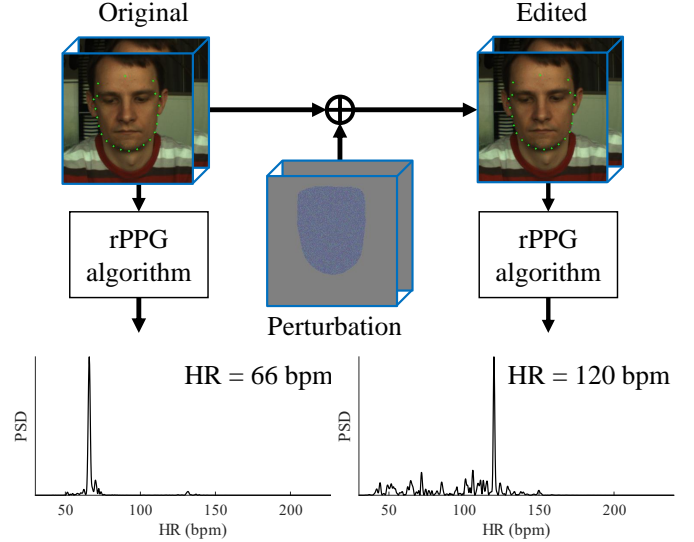 Original
Edited
rPPG
algorithm
rPPG
algorithm
Perturbation
HR = 66 bpm
PSD
50
100
150
200
HR (bpm)
HR = 120 bpm
PSD
50
100
150
200
HR (bpm)